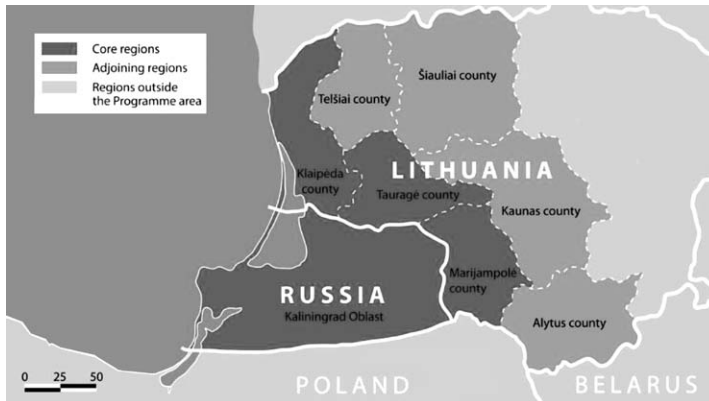 Core regions
Adjoining regions
Regions outside
the Programme area
Telšiai county
Šiauliai county
LITHUANIA
Klaipėda
county
Tauragė county
Kaunas county
Marijampolė
county
RUSSIA
Kaliningrad Oblast
Alytus county
0 25 50
POLAND
BELARUS